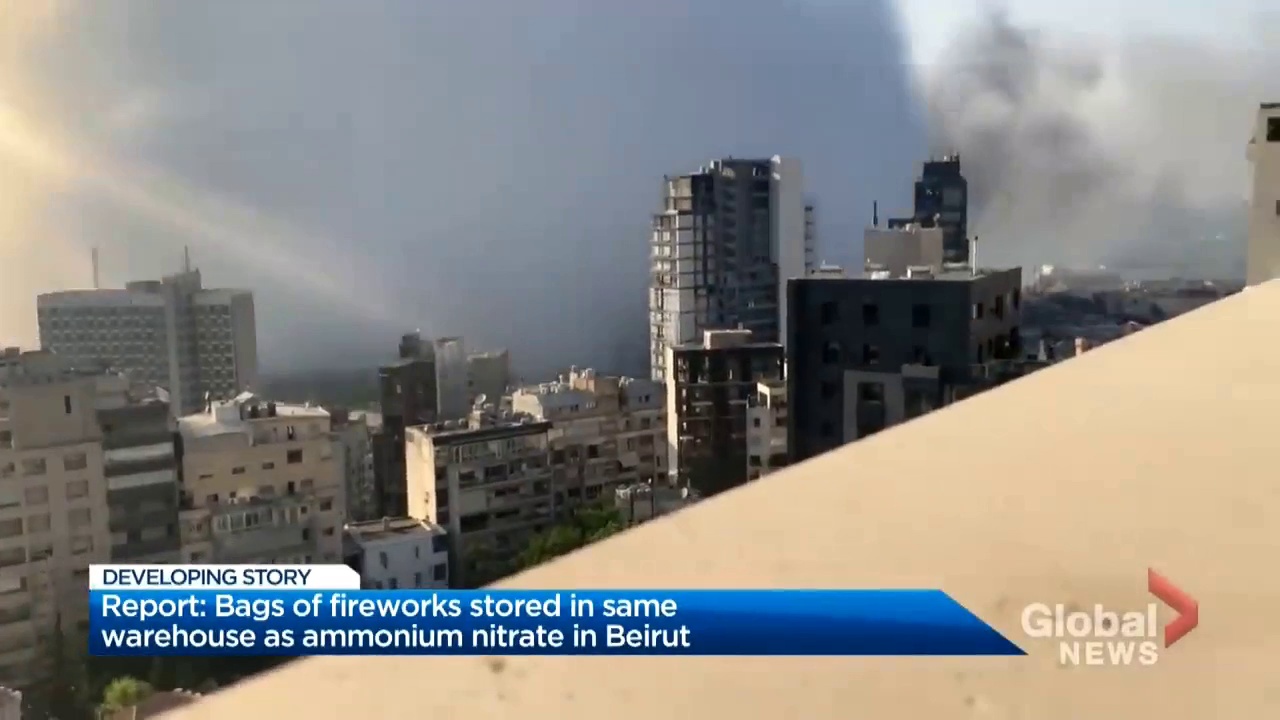 DEVELOPING STORY
Report: Bags of fireworks stored in same
warehouse as ammonium nitrate in Beirut
Global
NEWS